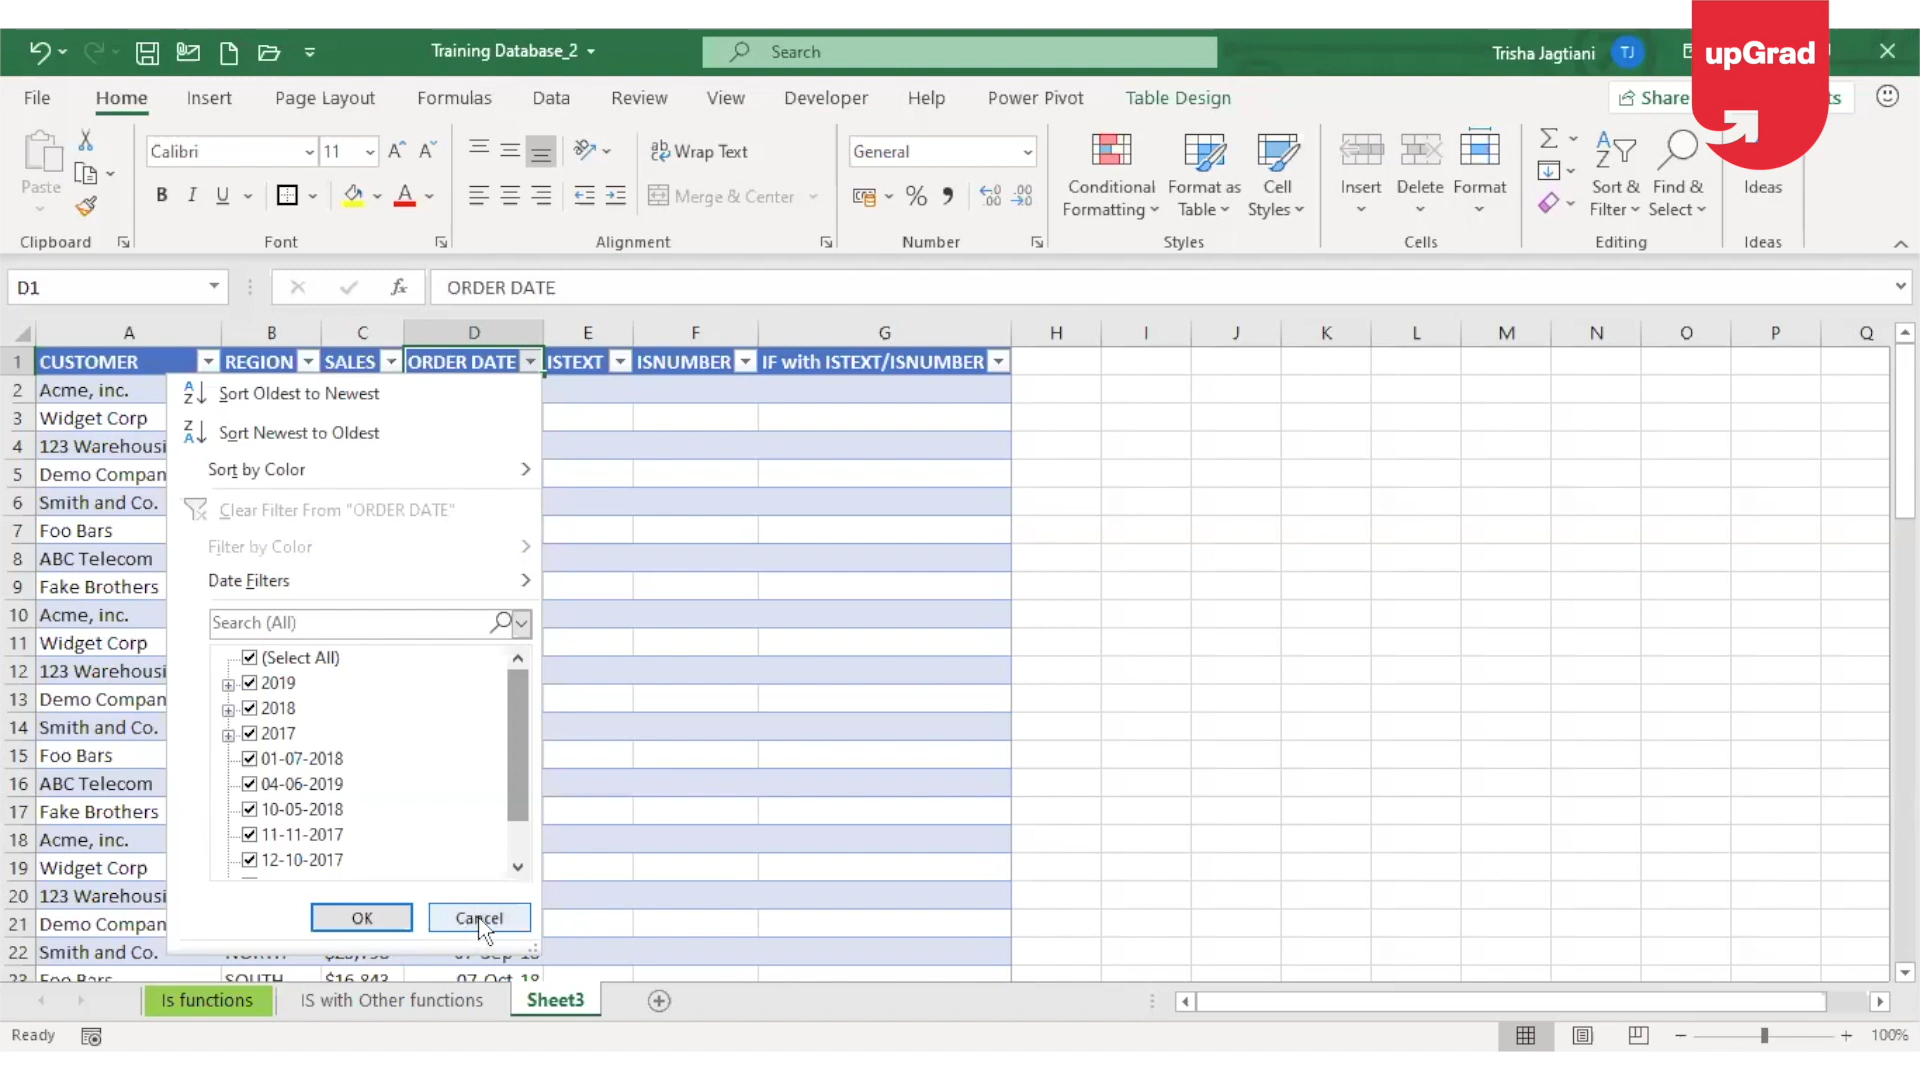 Training Database_2
Search
Trisha Jagtiani
TJ
upGrad
File Home Insert Page Layout Formulas Data Review View Developer Help Power Pivot Table Design
Share
ts
Paste
Calibri 11
B I U
Wrap Text
Merge & Center
General
Conditional Formatting
Format as Table
Cell Styles
Insert
Delete
Format
Sort & Filter
Find & Select
Ideas
Clipboard Font Alignment Number Styles Cells Editing Ideas
D1
fx
ORDER DATE
A B C D E F G H I J K L M N O P Q
1 CUSTOMER REGION SALES ORDER DATE ISTEXT ISNUMBER IF with ISTEXT/ISNUMBER
2 Acme, inc.
3 Widget Corp
4 123 Warehousi
5 Demo Compan
6 Smith and Co.
7 Foo Bars
8 ABC Telecom
9 Fake Brothers
10 Acme, inc.
11 Widget Corp
12 123 Warehousi
13 Demo Compan
14 Smith and Co.
15 Foo Bars
16 ABC Telecom
17 Fake Brothers
18 Acme, inc.
19 Widget Corp
20 123 Warehousi
21 Demo Compan
22 Smith and Co.
23 Foo Bars SOUTH $16,843 07-Oct-18
Sort Oldest to Newest
Sort Newest to Oldest
Sort by Color
Clear Filter From "ORDER DATE"
Filter by Color
Date Filters
Search (All)
(Select All)
2019
2018
2017
01-07-2018
04-06-2019
10-05-2018
11-11-2017
12-10-2017
OK Cancel
Is functions IS with Other functions Sheet3
Ready
100%